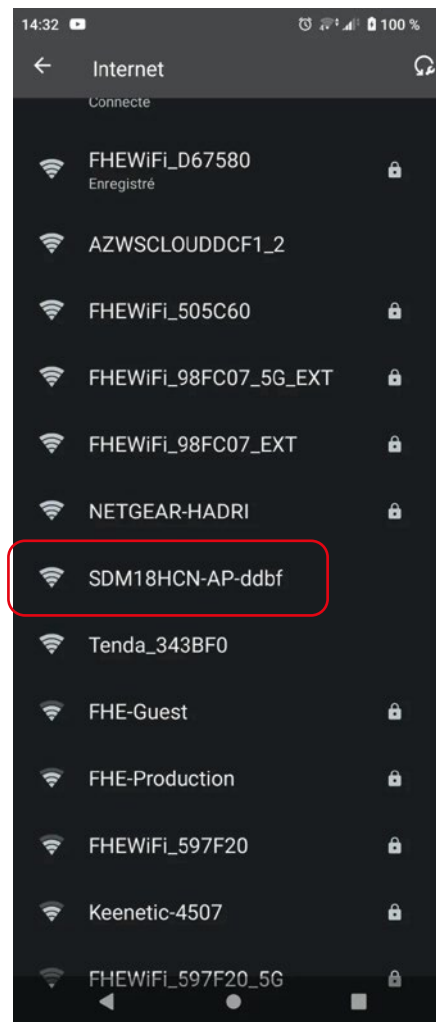 14:32 100 %
Internet
Connecté
FHEWiFi_D67580
Enregistré
AZWSCLOUDDCF1_2
FHEWiFi_505C60
FHEWiFi_98FC07_5G_EXT
FHEWiFi_98FC07_EXT
NETGEAR-HADRI
SDM18HCN-AP-ddbf
Tenda_343BF0
FHE-Guest
FHE-Production
FHEWiFi_597F20
Keenetic-4507
FHEWiFi_597F20_5G